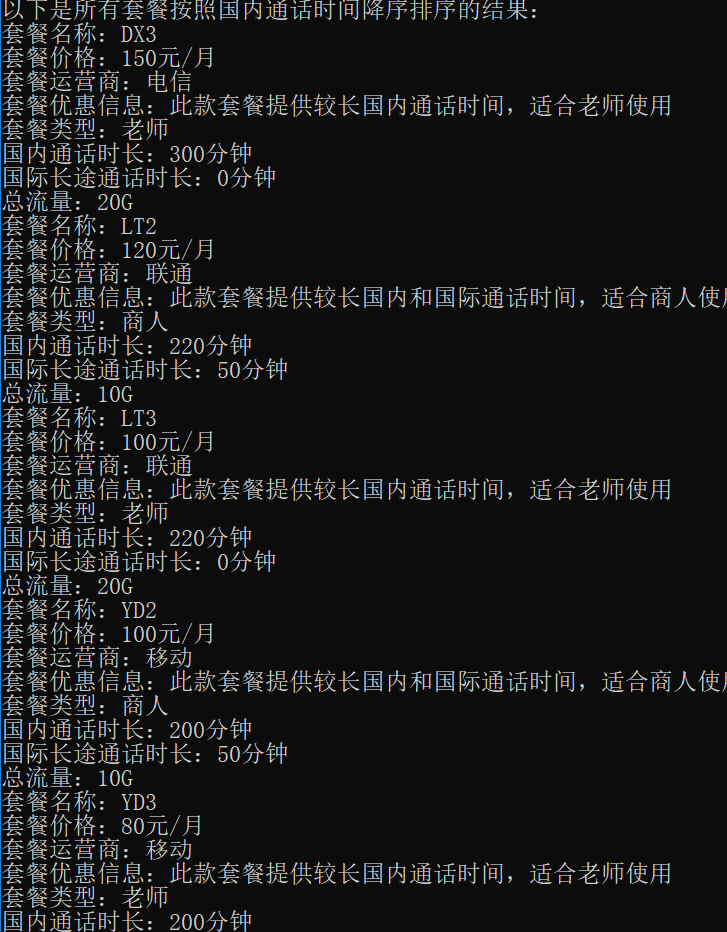 以下是所有套餐按照国内通话时间降序排序的结果：
套餐名称：DX3
套餐价格：150元/月
套餐运营商：电信
套餐优惠信息：此款套餐提供较长国内通话时间，适合老师使用
套餐类型：老师
国内通话时长：300分钟
国际长途通话时长：0分钟
总流量：20G
套餐名称：LT2
套餐价格：120元/月
套餐运营商：联通
套餐优惠信息：此款套餐提供较长国内和国际通话时间，适合商人使用
套餐类型：商人
国内通话时长：220分钟
国际长途通话时长：50分钟
总流量：10G
套餐名称：LT3
套餐价格：100元/月
套餐运营商：联通
套餐优惠信息：此款套餐提供较长国内通话时间，适合老师使用
套餐类型：老师
国内通话时长：220分钟
国际长途通话时长：0分钟
总流量：20G
套餐名称：YD2
套餐价格：100元/月
套餐运营商：移动
套餐优惠信息：此款套餐提供较长国内和国际通话时间，适合商人使用
套餐类型：商人
国内通话时长：200分钟
国际长途通话时长：50分钟
总流量：10G
套餐名称：YD3
套餐价格：80元/月
套餐运营商：移动
套餐优惠信息：此款套餐提供较长国内通话时间，适合老师使用
套餐类型：老师
国内通话时长：200分钟